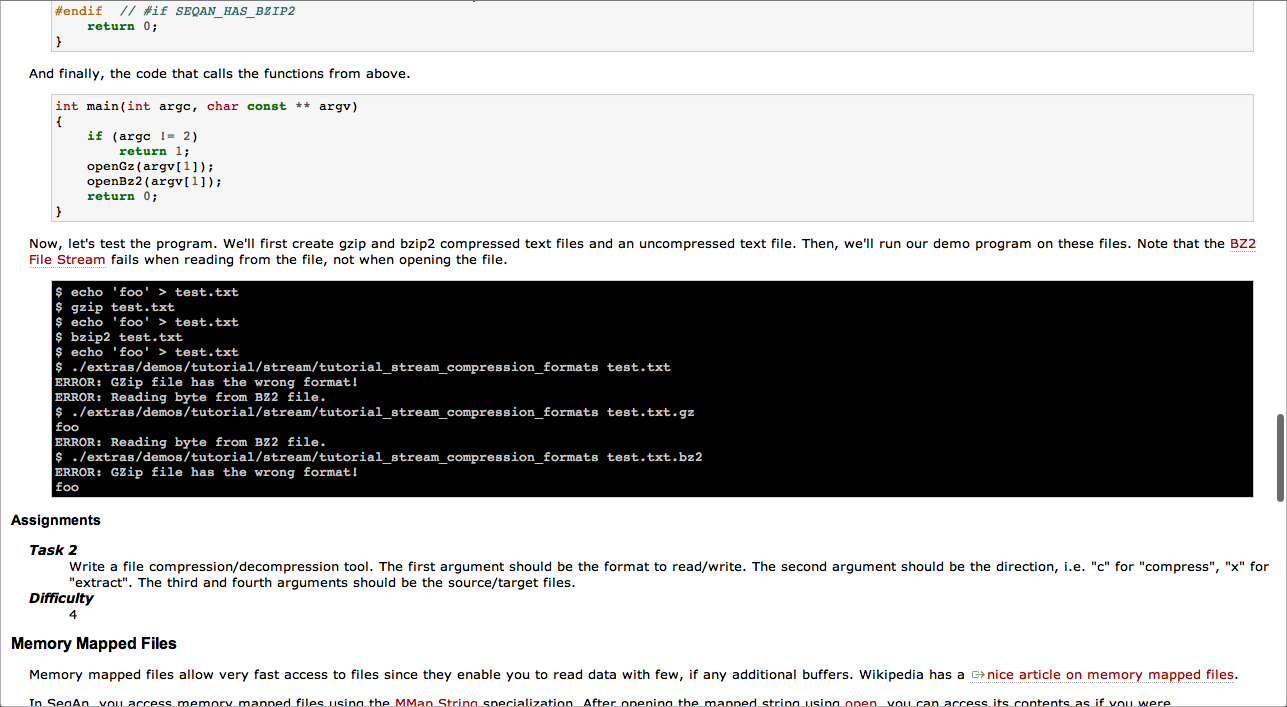 #endif  // #if SEQAN_HAS_BZIP2
    return 0;
}
And finally, the code that calls the functions from above.
int main(int argc, char const ** argv)
{
    if (argc != 2)
        return 1;
    openGz(argv[1]);
    openBz2(argv[1]);
    return 0;
}
Now, let's test the program. We'll first create gzip and bzip2 compressed text files and an uncompressed text file. Then, we'll run our demo program on these files. Note that the BZ2
File Stream fails when reading from the file, not when opening the file.
$ echo 'foo' > test.txt
$ gzip test.txt
$ echo 'foo' > test.txt
$ bzip2 test.txt
$ echo 'foo' > test.txt
$ ./extras/demos/tutorial/stream/tutorial_stream_compression_formats test.txt
ERROR: GZip file has the wrong format!
ERROR: Reading byte from BZ2 file.
$ ./extras/demos/tutorial/stream/tutorial_stream_compression_formats test.txt.gz
foo
ERROR: Reading byte from BZ2 file.
$ ./extras/demos/tutorial/stream/tutorial_stream_compression_formats test.txt.bz2
ERROR: GZip file has the wrong format!
foo
Assignments
Task 2
Write a file compression/decompression tool. The first argument should be the format to read/write. The second argument should be the direction, i.e. "c" for "compress", "x" for
"extract". The third and fourth arguments should be the source/target files.
Difficulty
4
Memory Mapped Files
Memory mapped files allow very fast access to files since they enable you to read data with few, if any additional buffers. Wikipedia has a nice article on memory mapped files.
In SeqAn, you access memory mapped files using the MMap String specialization. After opening the mapped string using open, you can access its contents as if you were